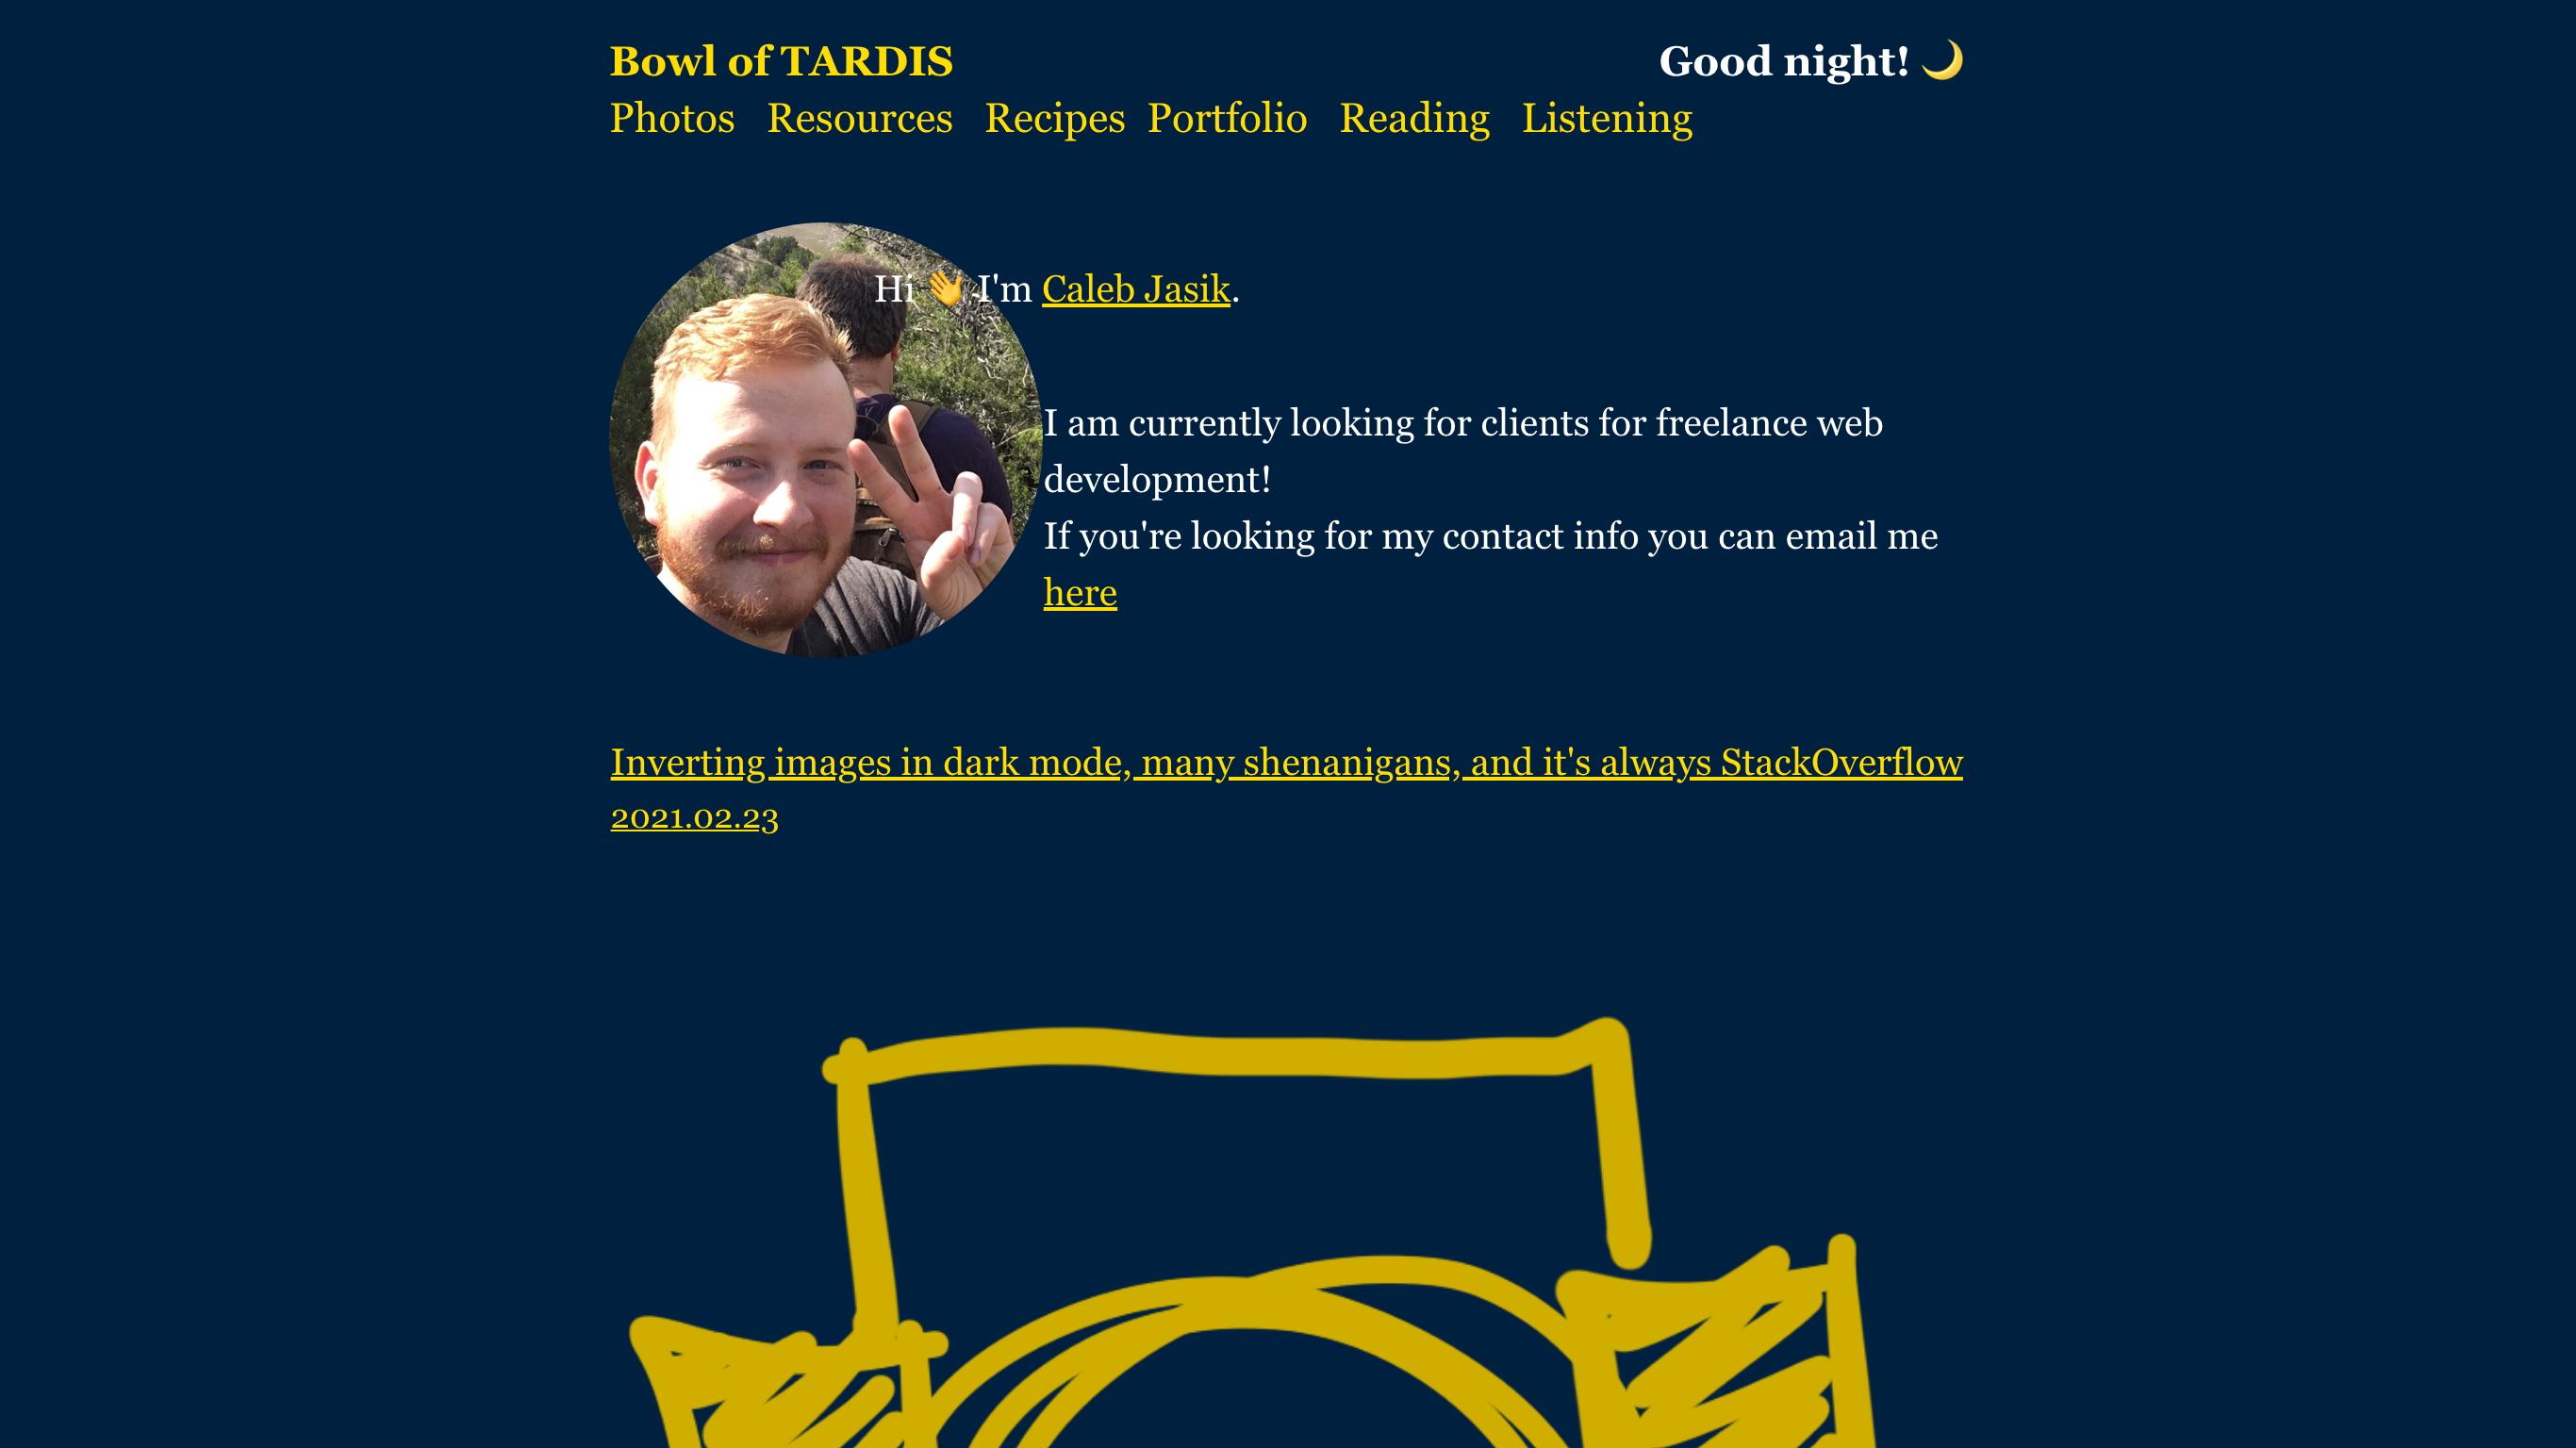 Bowl of TARDIS Good night! 🌙
Photos Resources Recipes Portfolio Reading Listening
Hi 👋 I'm Caleb Jasik.
I am currently looking for clients for freelance web
development!
If you're looking for my contact info you can email me
here
Inverting images in dark mode, many shenanigans, and it's always StackOverflow
2021.02.23